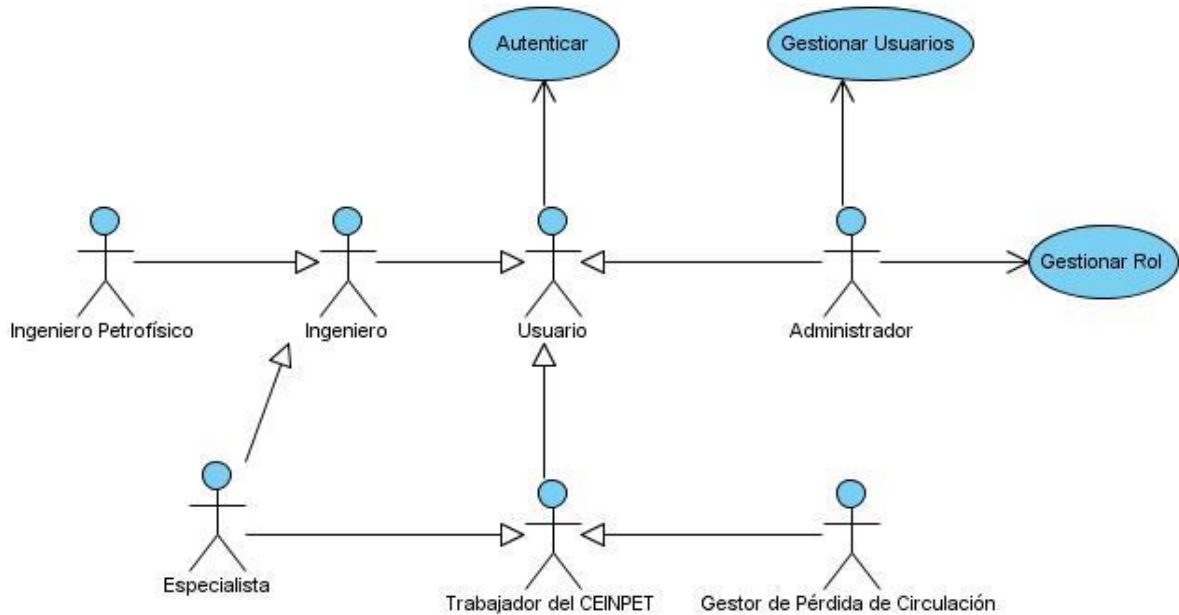 Autenticar
Gestionar Usuarios
Gestionar Rol
Ingeniero Petrofísico
Ingeniero
Usuario
Administrador
Especialista
Trabajador del CEINPET
Gestor de Pérdida de Circulación